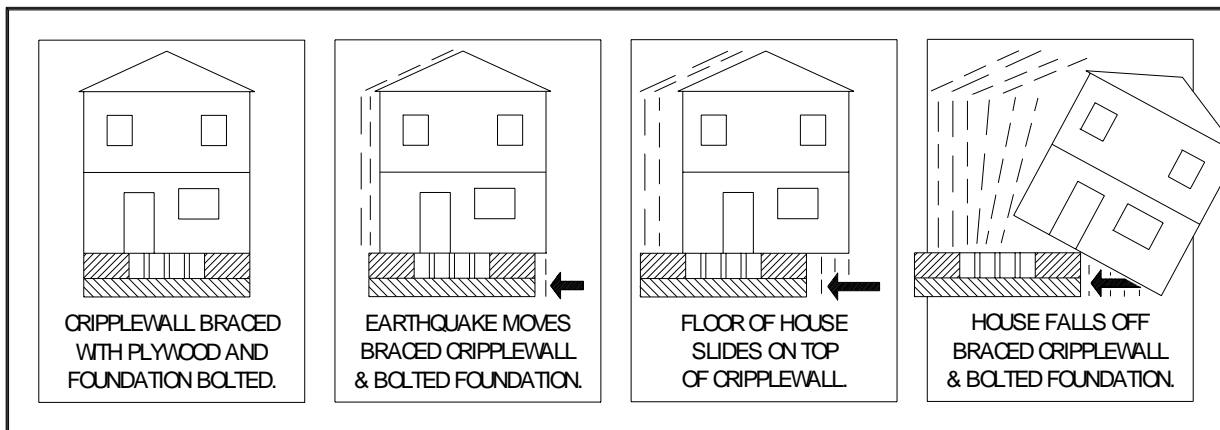 CRIPPLEWALL BRACED
WITH PLYWOOD AND
FOUNDATION BOLTED.
EARTHQUAKE MOVES
BRACED CRIPPLEWALL
& BOLTED FOUNDATION.
FLOOR OF HOUSE
SLIDES ON TOP
OF CRIPPLEWALL.
HOUSE FALLS OFF
BRACED CRIPPLEWALL
& BOLTED FOUNDATION.